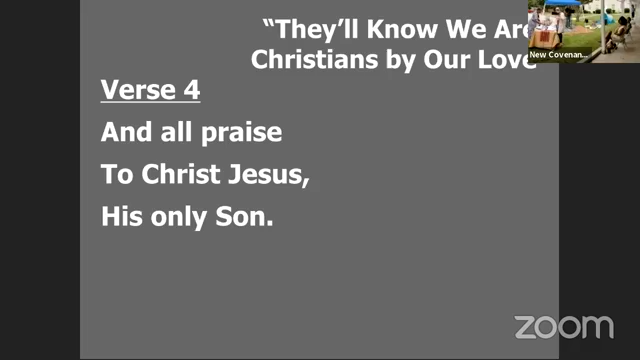 “They’ll Know We Are
Christians by Our Love
Verse 4
And all praise
To Christ Jesus,
His only Son.
New Covenan...
zoom